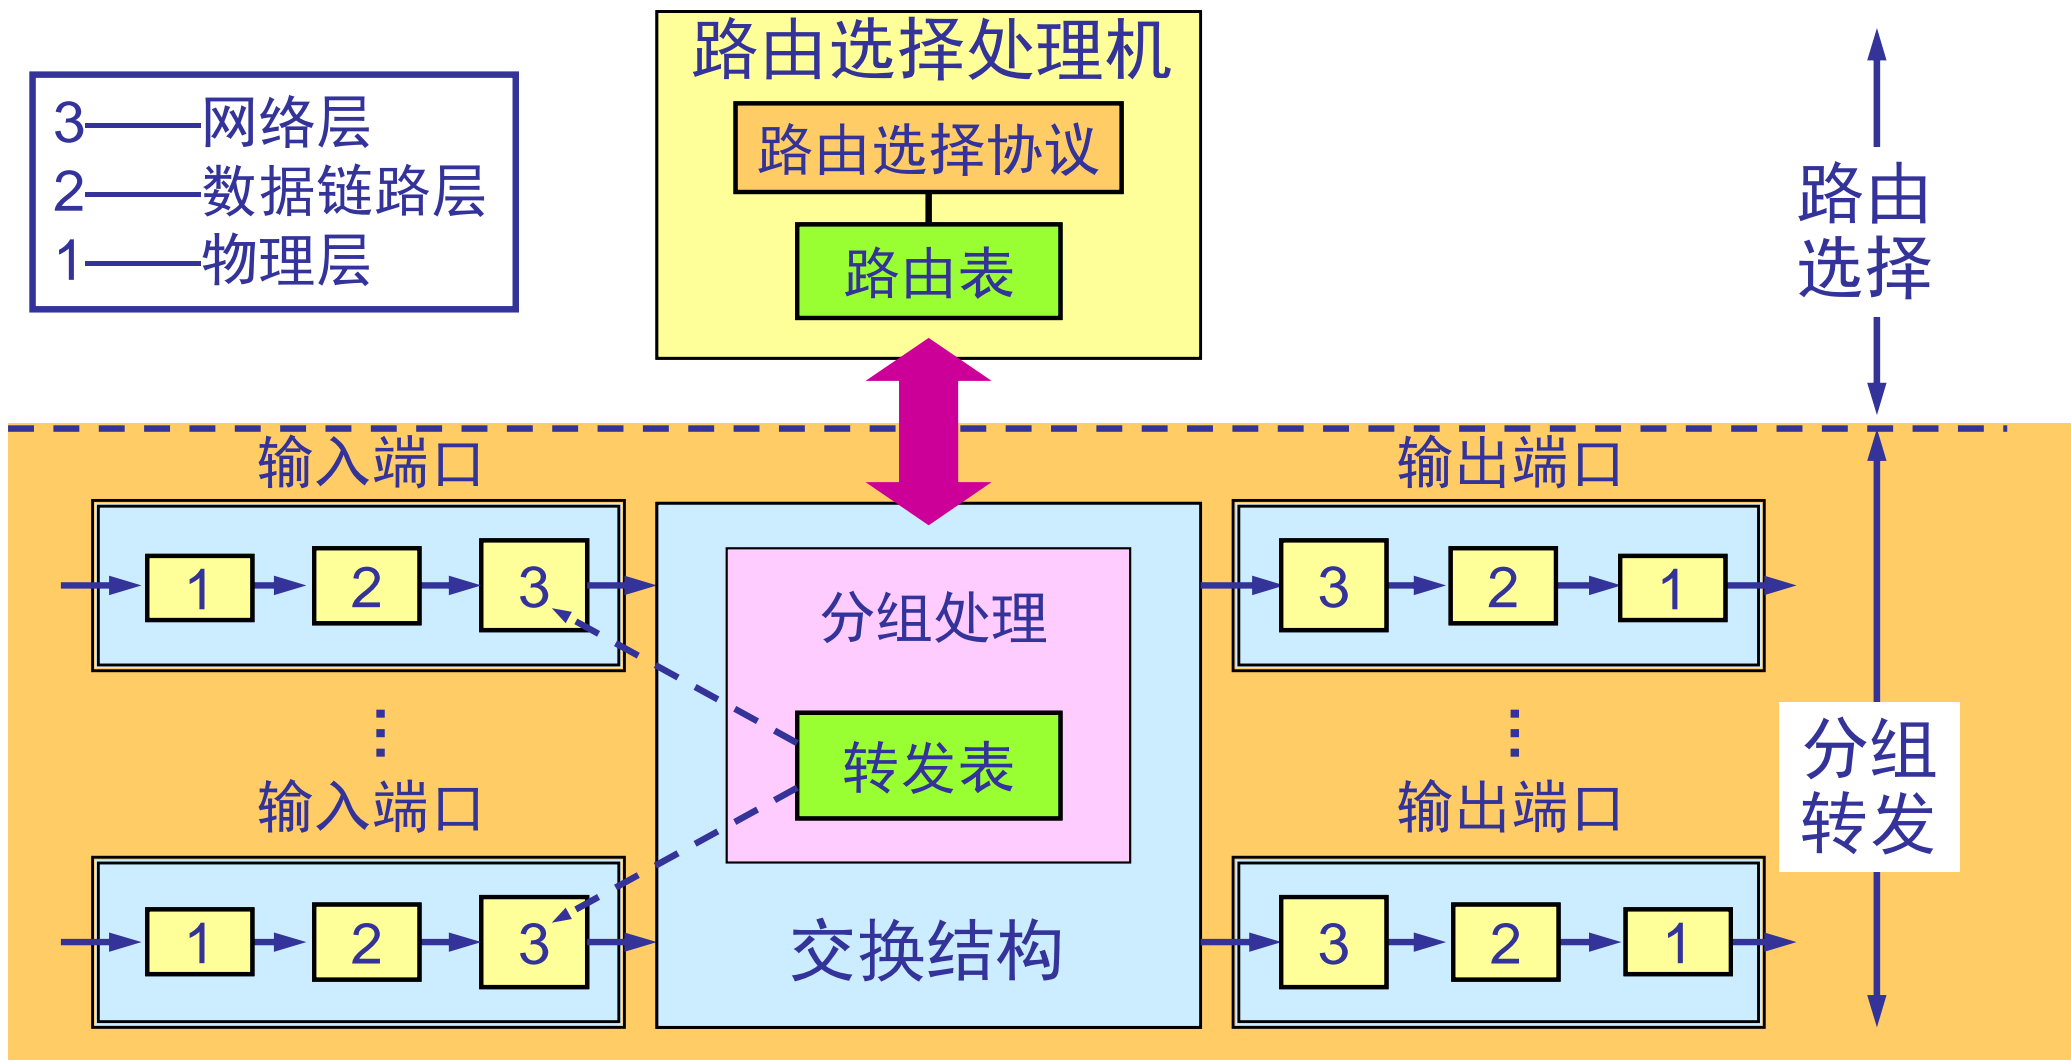 3——网络层
2——数据链路层
1——物理层
路由选择处理机
路由选择协议
路由表
路由
选择
输入端口
1 2 3
⋮
输入端口
1 2 3
分组处理
转发表
交换结构
输出端口
3 2 1
⋮
输出端口
3 2 1
分组
转发